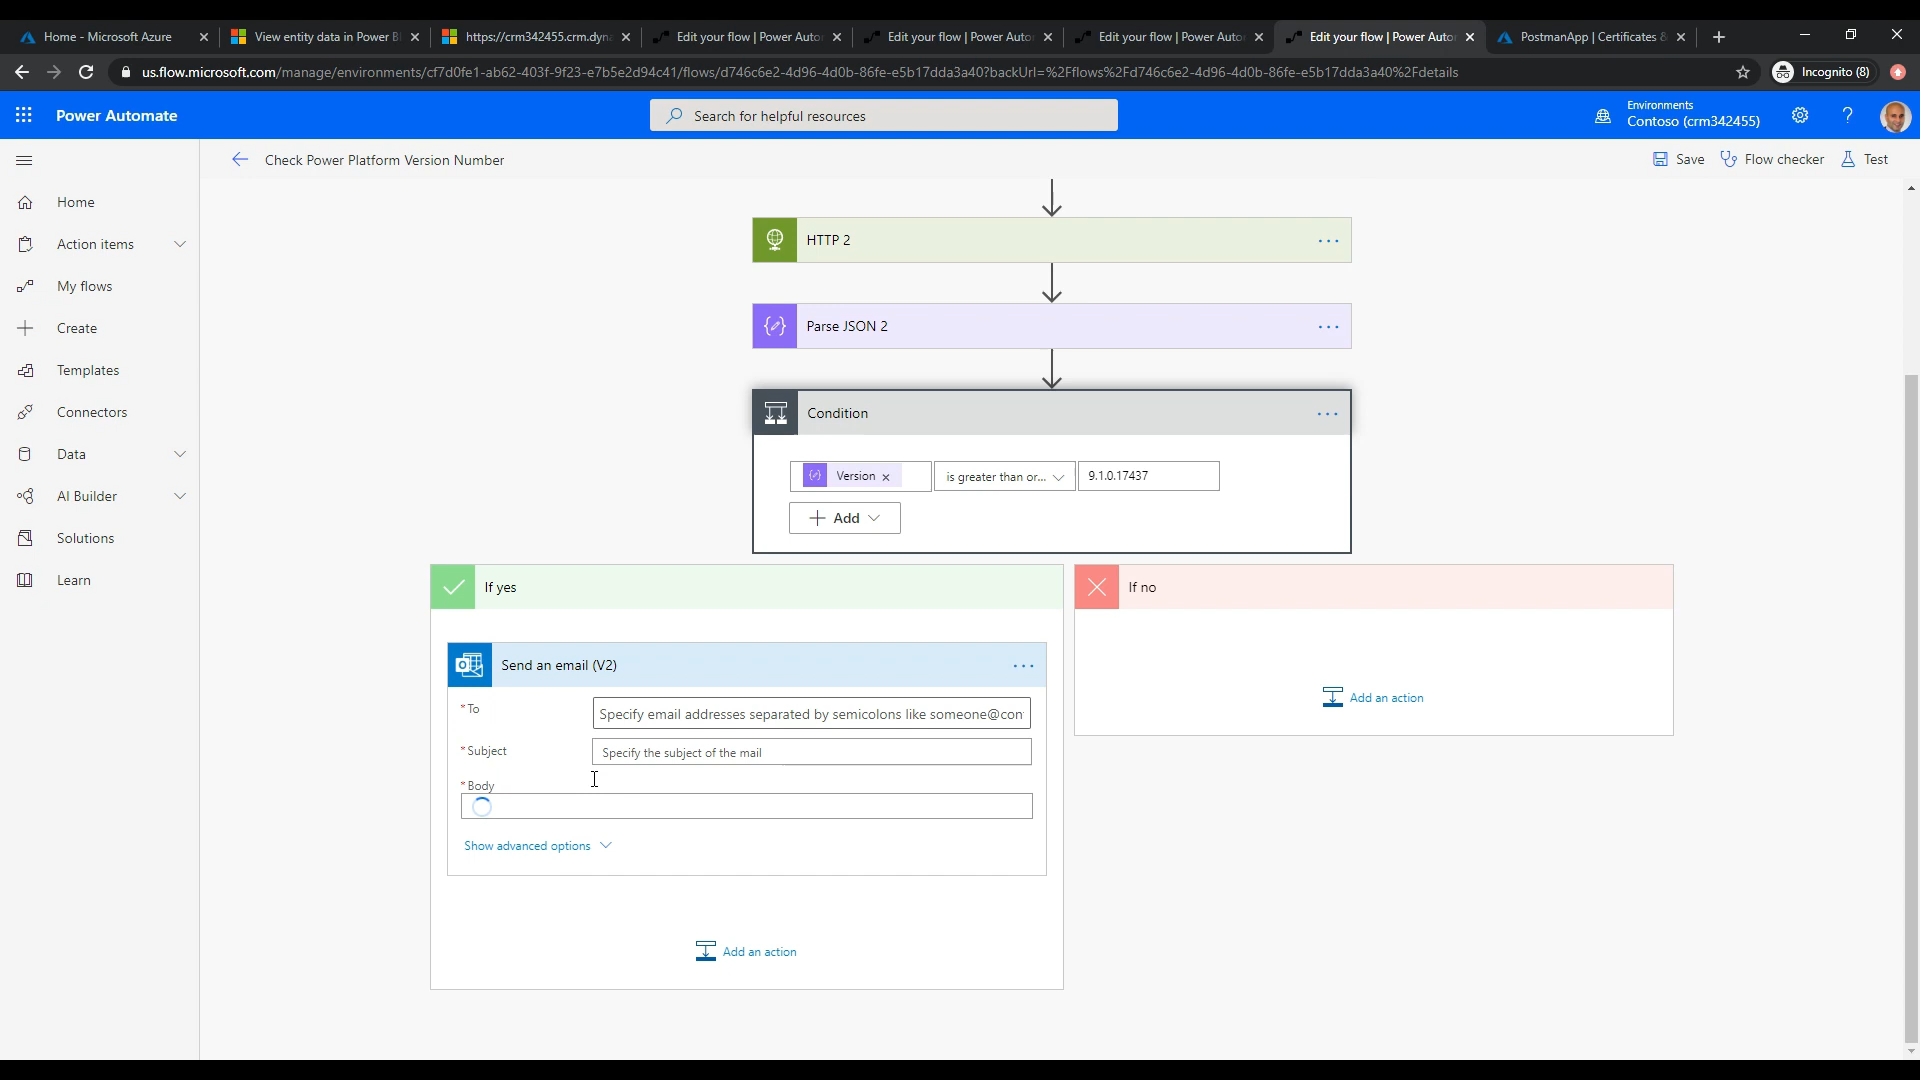 Home - Microsoft Azure
View entity data in Power B
https://crm342455.crm.dyn
Edit your flow | Power Auto
Edit your flow | Power Auto
Edit your flow | Power Auto
Edit your flow | Power Auto
PostmanApp | Certificates &
us.flow.microsoft.com/manage/environments/cf7d0fe1-ab62-403f-9f23-e7b5e2d94c41/flows/d746c6e2-4d96-4d0b-86fe-e5b17dda3a40?backUrl=%2Fflows%2Fd746c6e2-4d96-4d0b-86fe-e5b17dda3a40%2Fdetails
Incognito (8)
Power Automate
Search for helpful resources
Environments
Contoso (crm342455)
Check Power Platform Version Number
Save
Flow checker
Test
Home
Action items
My flows
Create
Templates
Connectors
Data
AI Builder
Solutions
Learn
HTTP 2
Parse JSON 2
Condition
Version
is greater than or...
9.1.0.17437
Add
If yes
If no
Send an email (V2)
* To
Specify email addresses separated by semicolons like someone@con
* Subject
Specify the subject of the mail
* Body
Show advanced options
Add an action
Add an action